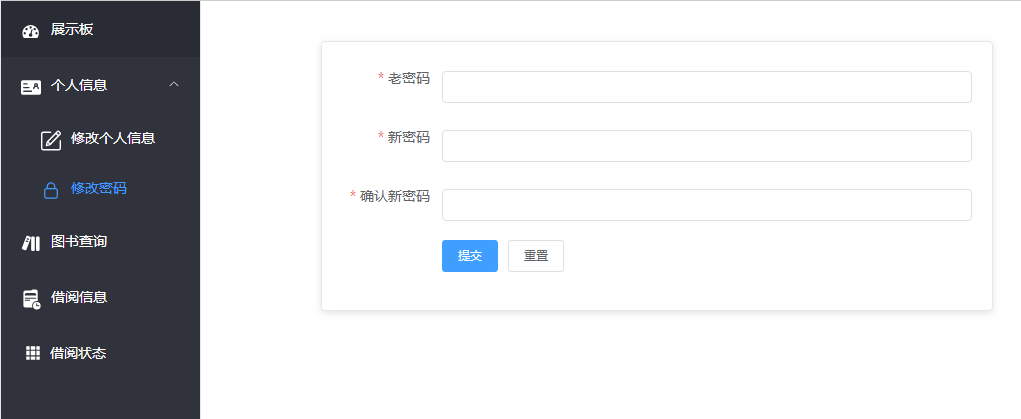 展示板
个人信息
修改个人信息
修改密码
图书查询
借阅信息
借阅状态
* 老密码
* 新密码
* 确认新密码
提交 重置